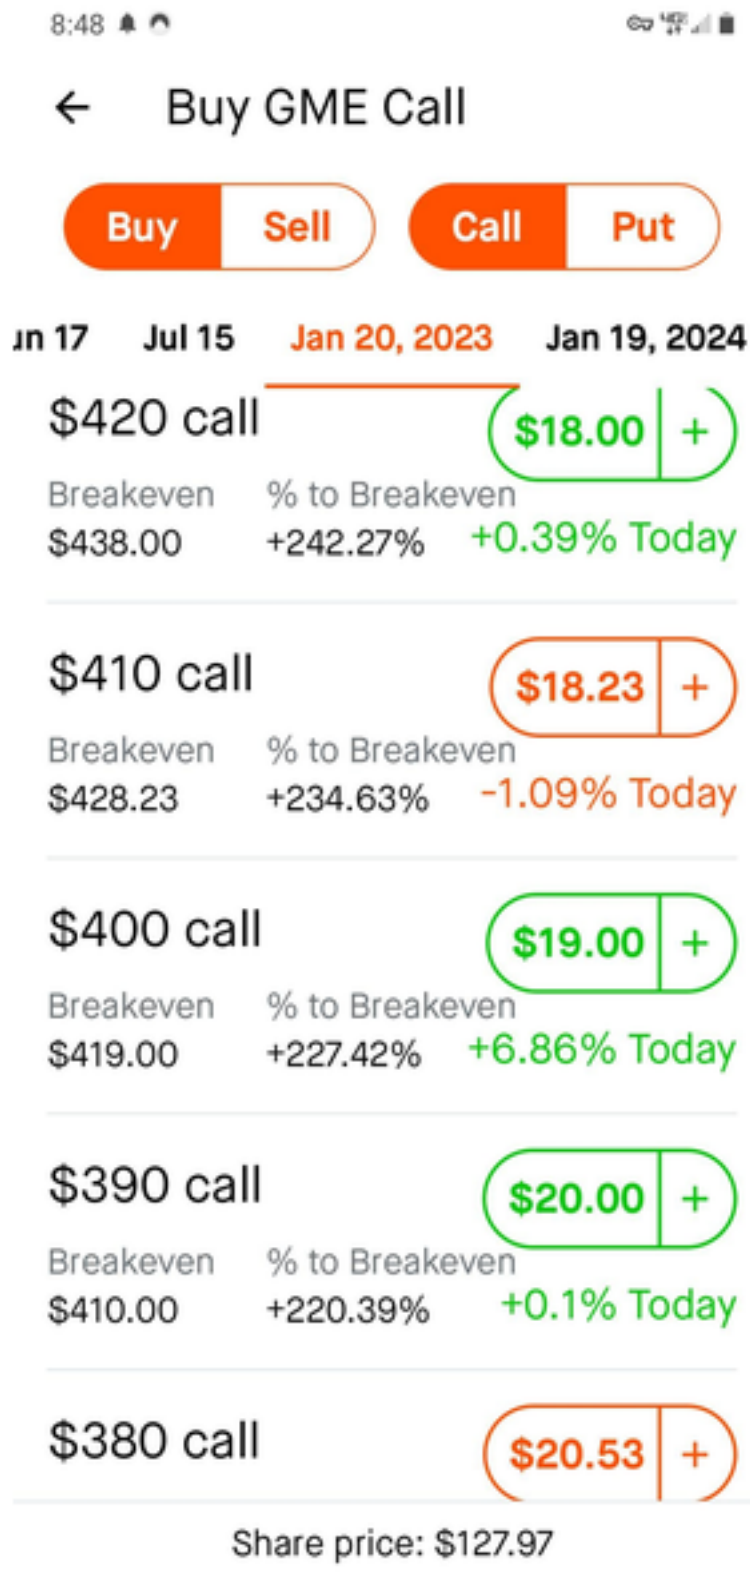 8:48
Buy GME Call
Buy Sell Call Put
un 17 Jul 15 Jan 20, 2023 Jan 19, 2024
$420 call $18.00 +
Breakeven % to Breakeven
$438.00 +242.27% +0.39% Today
$410 call $18.23 +
Breakeven % to Breakeven
$428.23 +234.63% -1.09% Today
$400 call $19.00 +
Breakeven % to Breakeven
$419.00 +227.42% +6.86% Today
$390 call $20.00 +
Breakeven % to Breakeven
$410.00 +220.39% +0.1% Today
$380 call $20.53 +
Share price: $127.97